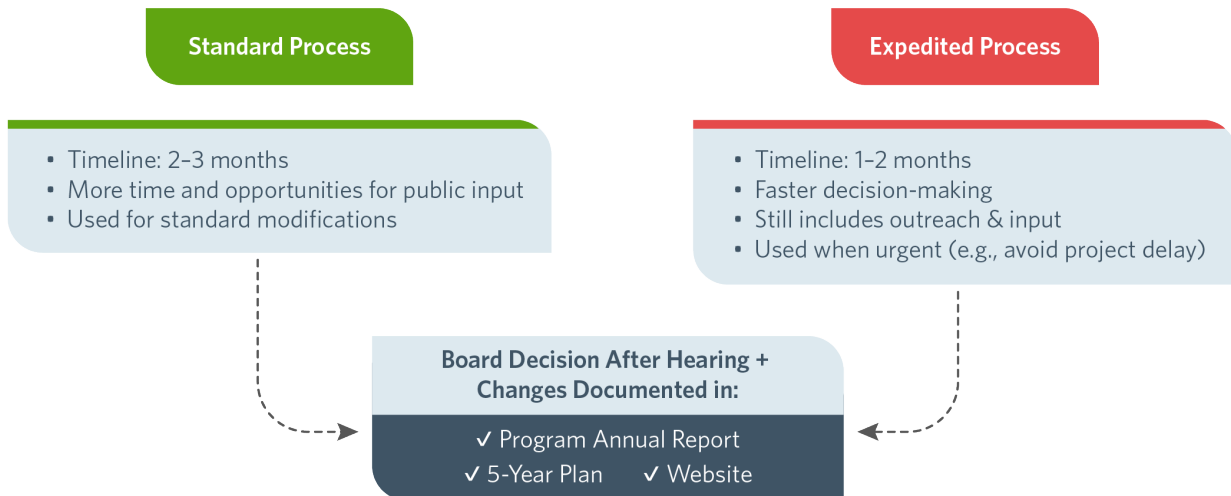 Standard Process
• Timeline: 2–3 months
• More time and opportunities for public input
• Used for standard modifications
Expedited Process
• Timeline: 1–2 months
• Faster decision-making
• Still includes outreach & input
• Used when urgent (e.g., avoid project delay)
Board Decision After Hearing +
Changes Documented in:
✓ Program Annual Report
✓ 5-Year Plan ✓ Website